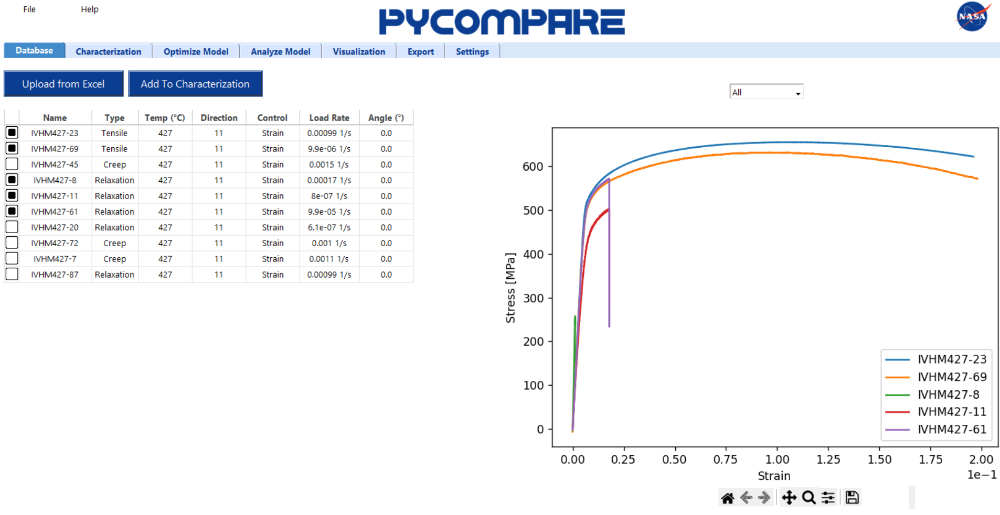 File Help
PYCOMPARE
NASA
Database Characterization Optimize Model Analyze Model Visualization Export Settings
Upload from Excel Add To Characterization
All
Name Type Temp (°C) Direction Control Load Rate Angle (°)
IVHM427-23 Tensile 427 11 Strain 0.00099 1/s 0.0
IVHM427-69 Tensile 427 11 Strain 9.9e-06 1/s 0.0
IVHM427-45 Creep 427 11 Strain 0.0015 1/s 0.0
IVHM427-8 Relaxation 427 11 Strain 0.00017 1/s 0.0
IVHM427-11 Relaxation 427 11 Strain 8e-07 1/s 0.0
IVHM427-61 Relaxation 427 11 Strain 9.9e-05 1/s 0.0
IVHM427-20 Relaxation 427 11 Strain 6.1e-07 1/s 0.0
IVHM427-72 Creep 427 11 Strain 0.001 1/s 0.0
IVHM427-7 Creep 427 11 Strain 0.0011 1/s 0.0
IVHM427-87 Relaxation 427 11 Strain 0.00099 1/s 0.0
Stress [MPa]
600
500
400
300
200
100
0
IVHM427-23
IVHM427-69
IVHM427-8
IVHM427-11
IVHM427-61
0.00 0.25 0.50 0.75 1.00 1.25 1.50 1.75 2.00
Strain
1e−1